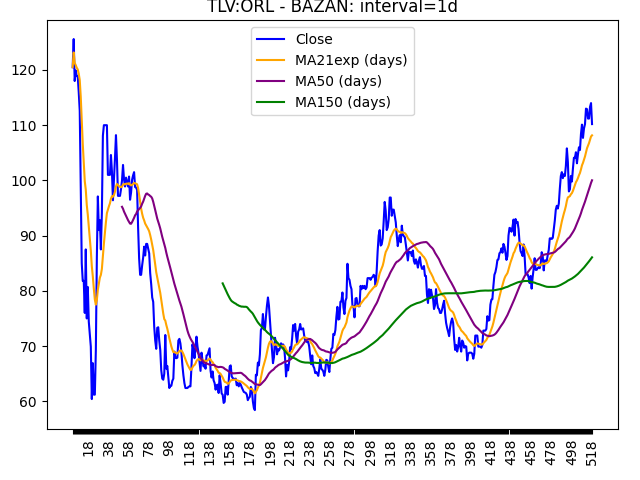 TLV:ORL - BAZAN: interval=1d
Close
MA21exp (days)
MA50 (days)
MA150 (days)
120
110
100
90
80
70
60
18 38 58 78 98 118 138 158 178 198 218 238 258 278 298 318 338 358 378 398 418 438 458 478 498 518